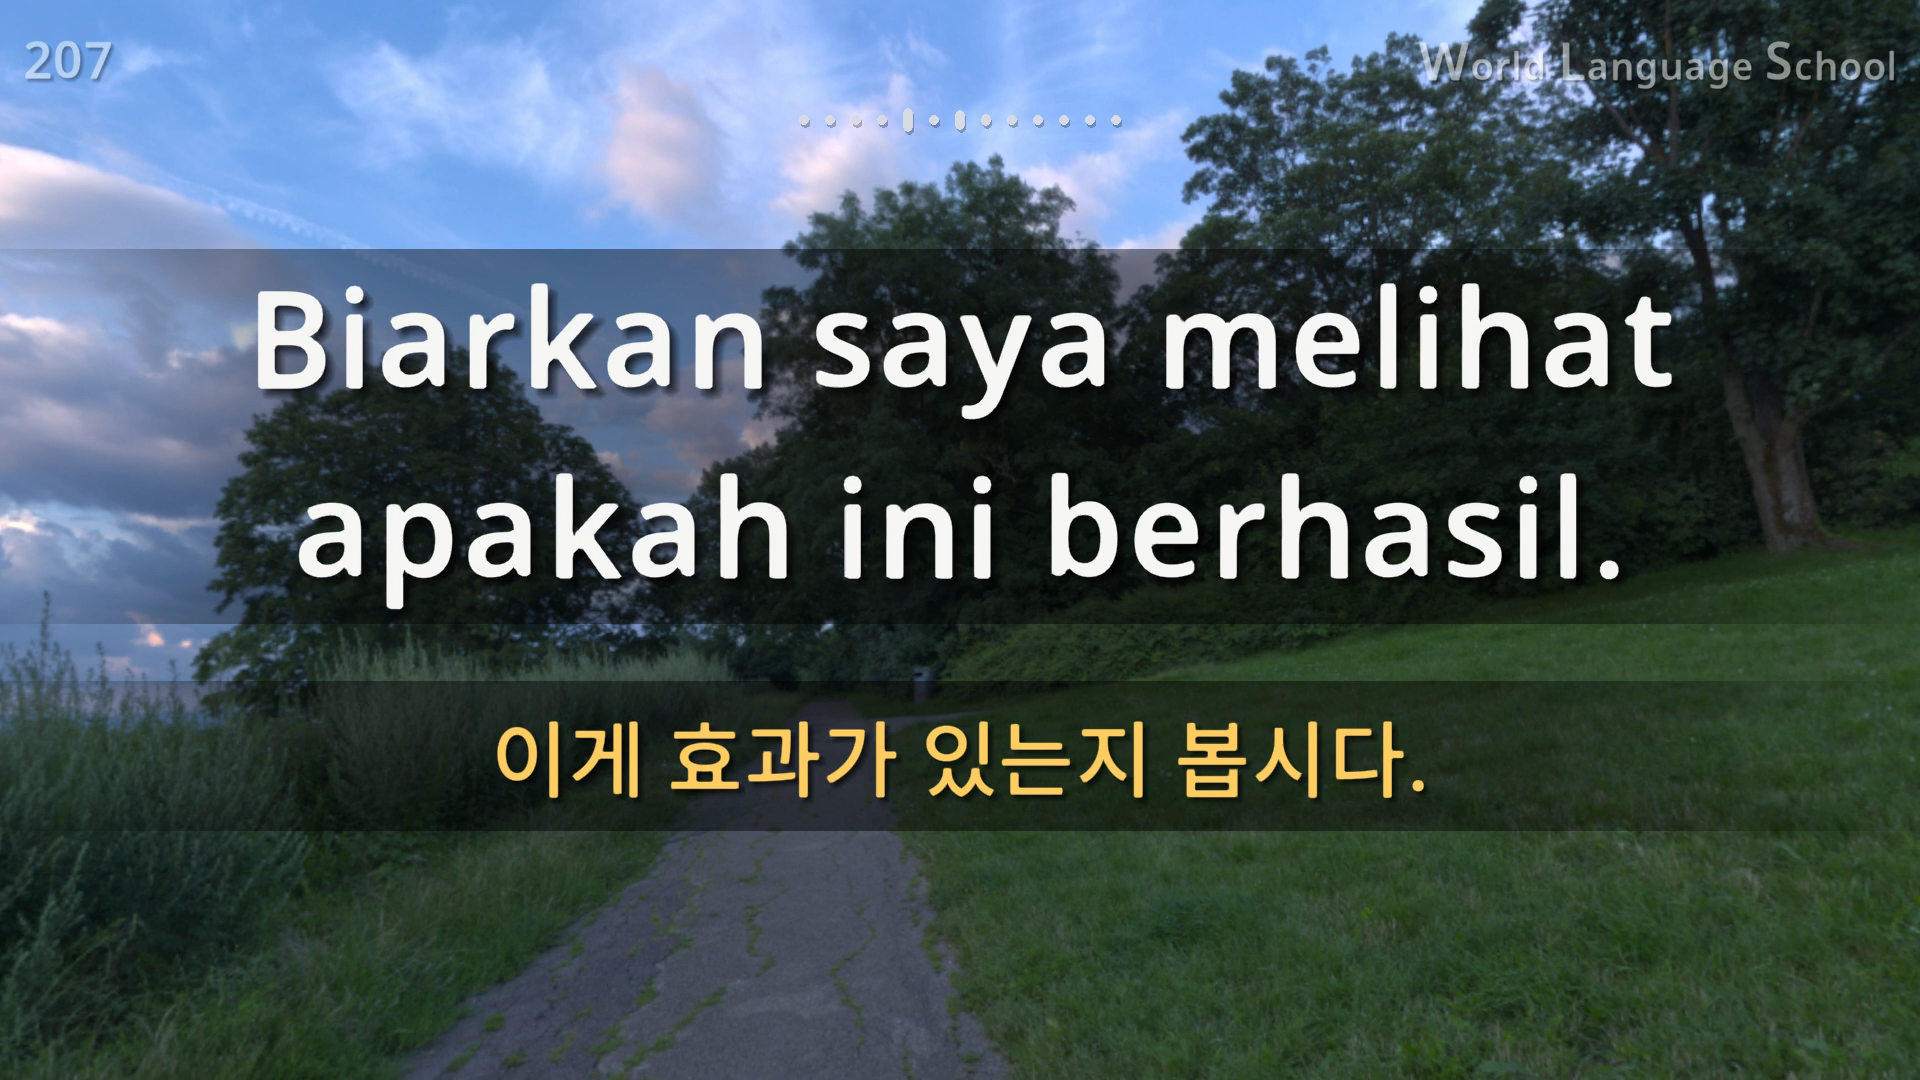 207
World Language School
Biarkan saya melihat
apakah ini berhasil.
이게 효과가 있는지 봅시다.